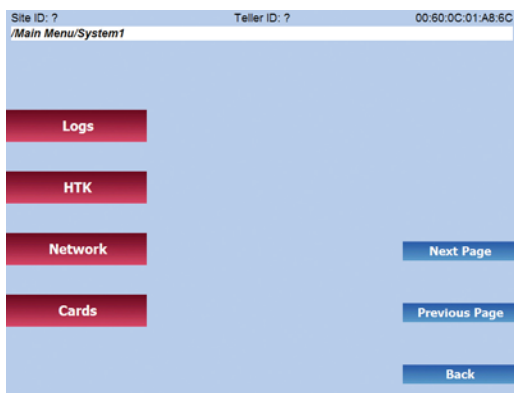 Site ID: ? Teller ID: ? 00:60:0C:01:A8:6C
/Main Menu/System1
Logs
HTK
Network
Next Page
Cards
Previous Page
Back